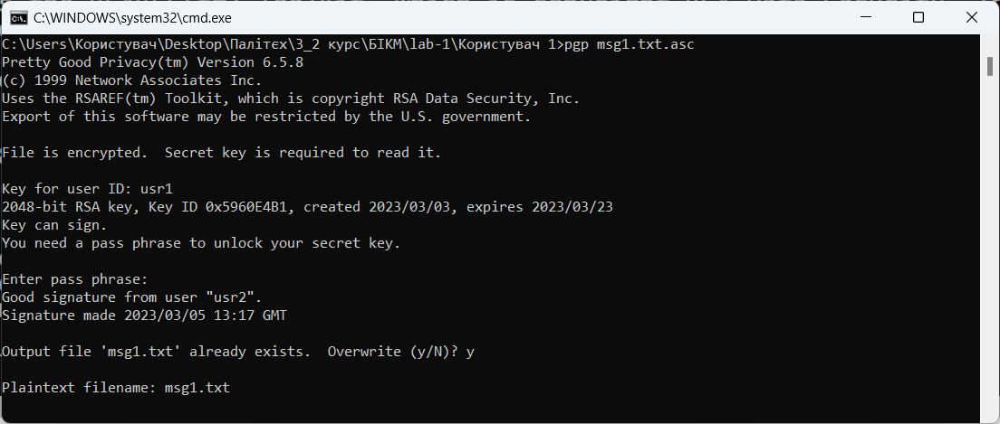 C:\WINDOWS\system32\cmd.exe
C:\Users\Користувач\Desktop\Палітєх\3_2 курс\БІКМ\lab-1\Користувач 1>pgp msg1.txt.asc
Pretty Good Privacy(tm) Version 6.5.8
(c) 1999 Network Associates Inc.
Uses the RSAREF(tm) Toolkit, which is copyright RSA Data Security, Inc.
Export of this software may be restricted by the U.S. government.
File is encrypted.  Secret key is required to read it.
Key for user ID: usr1
2048-bit RSA key, Key ID 0x5960E4B1, created 2023/03/03, expires 2023/03/23
Key can sign.
You need a pass phrase to unlock your secret key.
Enter pass phrase:
Good signature from user "usr2".
Signature made 2023/03/05 13:17 GMT
Output file 'msg1.txt' already exists.  Overwrite (y/N)? y
Plaintext filename: msg1.txt